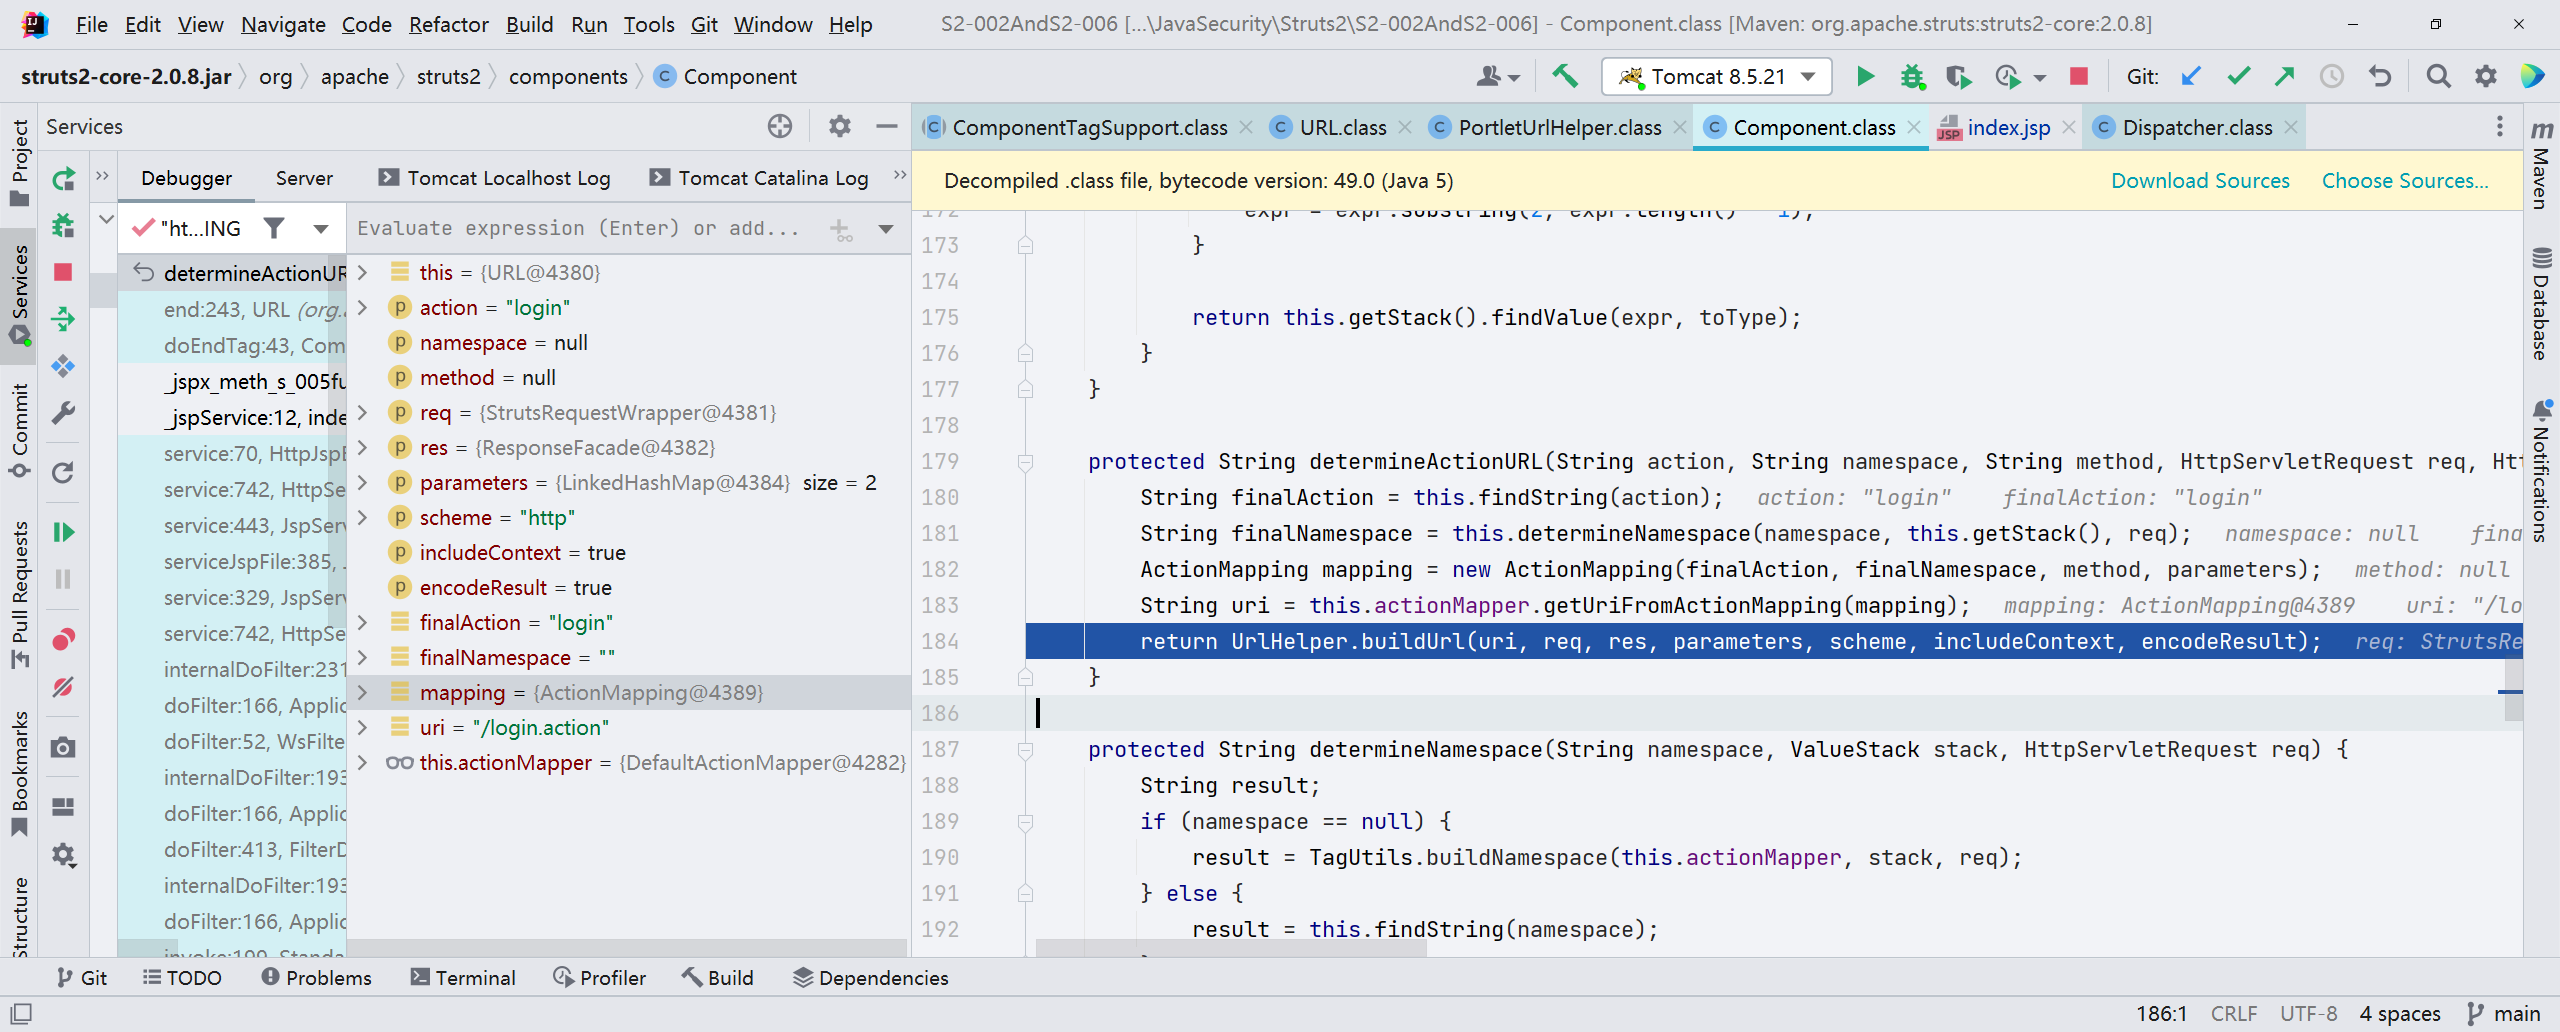 File Edit View Navigate Code Refactor Build Run Tools Git Window Help S2-002AndS2-006 [...\JavaSecurity\Struts2\S2-002AndS2-006] - Component.class [Maven: org.apache.struts:struts2-core:2.0.8]
struts2-core-2.0.8.jar org apache struts2 components Component Tomcat 8.5.21 Git:
Services
ComponentTagSupport.class URL.class PortletUrlHelper.class Component.class index.jsp Dispatcher.class
Debugger Server Tomcat Localhost Log Tomcat Catalina Log
Decompiled .class file, bytecode version: 49.0 (Java 5) Download Sources Choose Sources...
"ht...ING
Evaluate expression (Enter) or add...
determineActionUR
end:243, URL (org.
doEndTag:43, Com
_jspx_meth_s_005fu
_jspService:12, inde
service:70, HttpJspB
service:742, HttpSe
service:443, JspServ
serviceJspFile:385, .
service:329, JspServ
service:742, HttpSe
internalDoFilter:231
doFilter:166, Applic
doFilter:52, WsFilte
internalDoFilter:193
doFilter:166, Applic
doFilter:413, FilterD
internalDoFilter:193
doFilter:166, Applic
invoke:199, Standa
this = {URL@4380}
action = "login"
namespace = null
method = null
req = {StrutsRequestWrapper@4381}
res = {ResponseFacade@4382}
parameters = {LinkedHashMap@4384} size = 2
scheme = "http"
includeContext = true
encodeResult = true
finalAction = "login"
finalNamespace = ""
mapping = {ActionMapping@4389}
uri = "/login.action"
this.actionMapper = {DefaultActionMapper@4282}
172 expr = expr.substring(2, expr.length() - 1);
173 }
174
175 return this.getStack().findValue(expr, toType);
176 }
177 }
178
179 protected String determineActionURL(String action, String namespace, String method, HttpServletRequest req, Htt
180 String finalAction = this.findString(action); action: "login" finalAction: "login"
181 String finalNamespace = this.determineNamespace(namespace, this.getStack(), req); namespace: null fina
182 ActionMapping mapping = new ActionMapping(finalAction, finalNamespace, method, parameters); method: null
183 String uri = this.actionMapper.getUriFromActionMapping(mapping); mapping: ActionMapping@4389 uri: "/lo
184 return UrlHelper.buildUrl(uri, req, res, parameters, scheme, includeContext, encodeResult); req: StrutsRe
185 }
186
187 protected String determineNamespace(String namespace, ValueStack stack, HttpServletRequest req) {
188 String result;
189 if (namespace == null) {
190 result = TagUtils.buildNamespace(this.actionMapper, stack, req);
191 } else {
192 result = this.findString(namespace);
Project
Services
Commit
Pull Requests
Bookmarks
Structure
Maven
Database
Notifications
Git TODO Problems Terminal Profiler Build Dependencies
186:1 CRLF UTF-8 4 spaces main